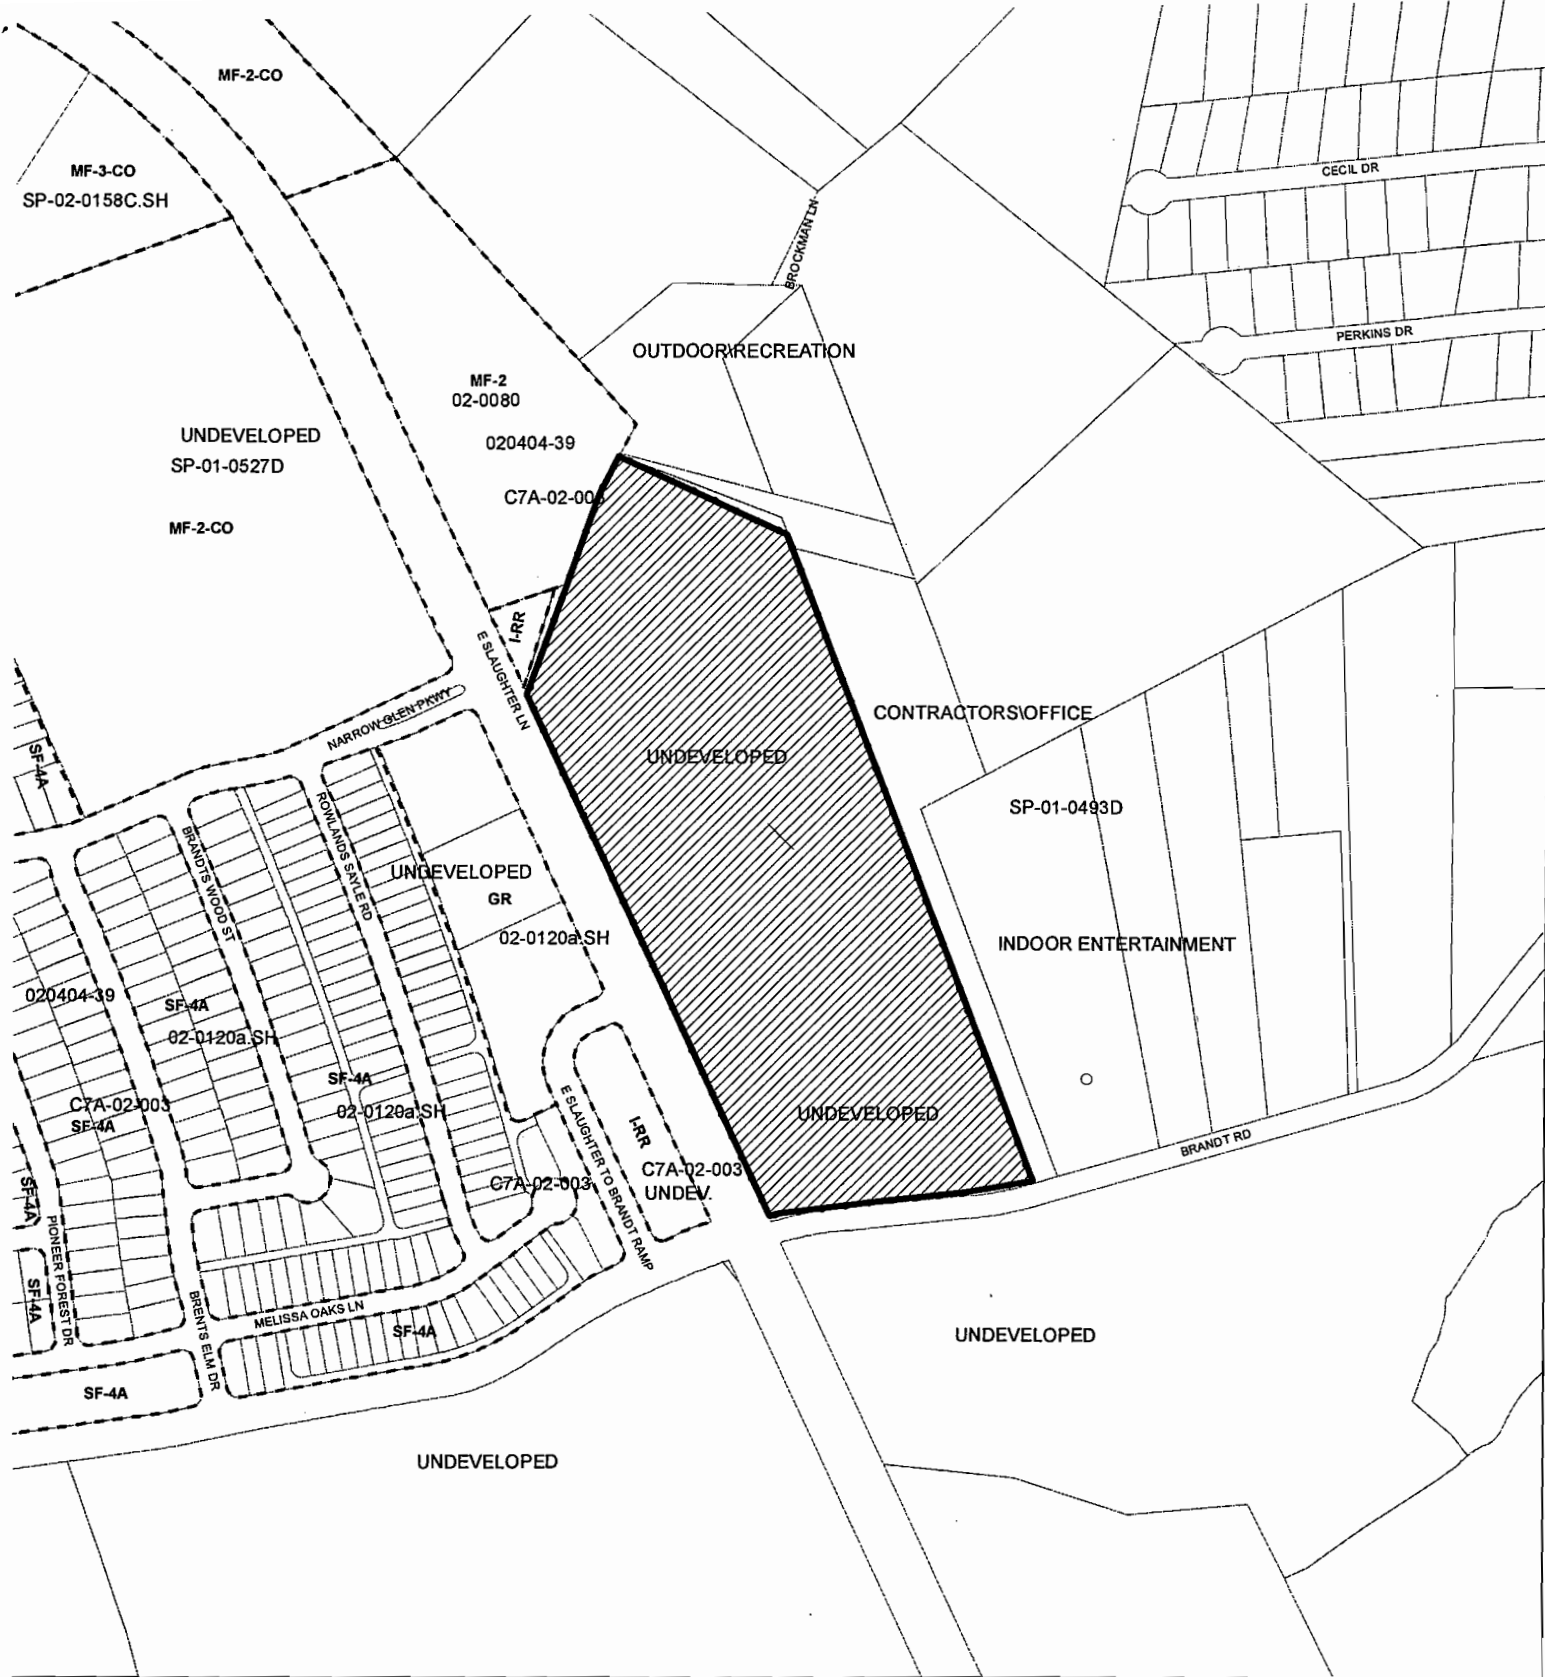 MF-2-CO
MF-3-CO
SP-02-0158C.SH
CECIL DR
BROCKMAN LN
PERKINS DR
OUTDOOR\RECREATION
MF-2
02-0080
020404-39
UNDEVELOPED
SP-01-0527D
C7A-02-00
MF-2-CO
I-RR
E SLAUGHTER LN
NARROW GLEN PKWY
CONTRACTORS\OFFICE
SF-4A
UNDEVELOPED
SP-01-0493D
ROWLANDS SAYLE RD
BRANDTS WOOD ST
UNDEVELOPED
GR
02-0120a.SH
INDOOR ENTERTAINMENT
020404-39
SF-4A
02-0120a.SH
SF-4A
02-0120a.SH
C7A-02-003
SF-4A
UNDEVELOPED
E SLAUGHTER TO BRANDT RAMP
I-RR
C7A-02-003
UNDEV.
C7A-02-003
BRANDT RD
SF-4A
PIONEER FOREST DR
SF-4A
BRENTS ELM DR
MELISSA OAKS LN
SF-4A
UNDEVELOPED
SF-4A
UNDEVELOPED